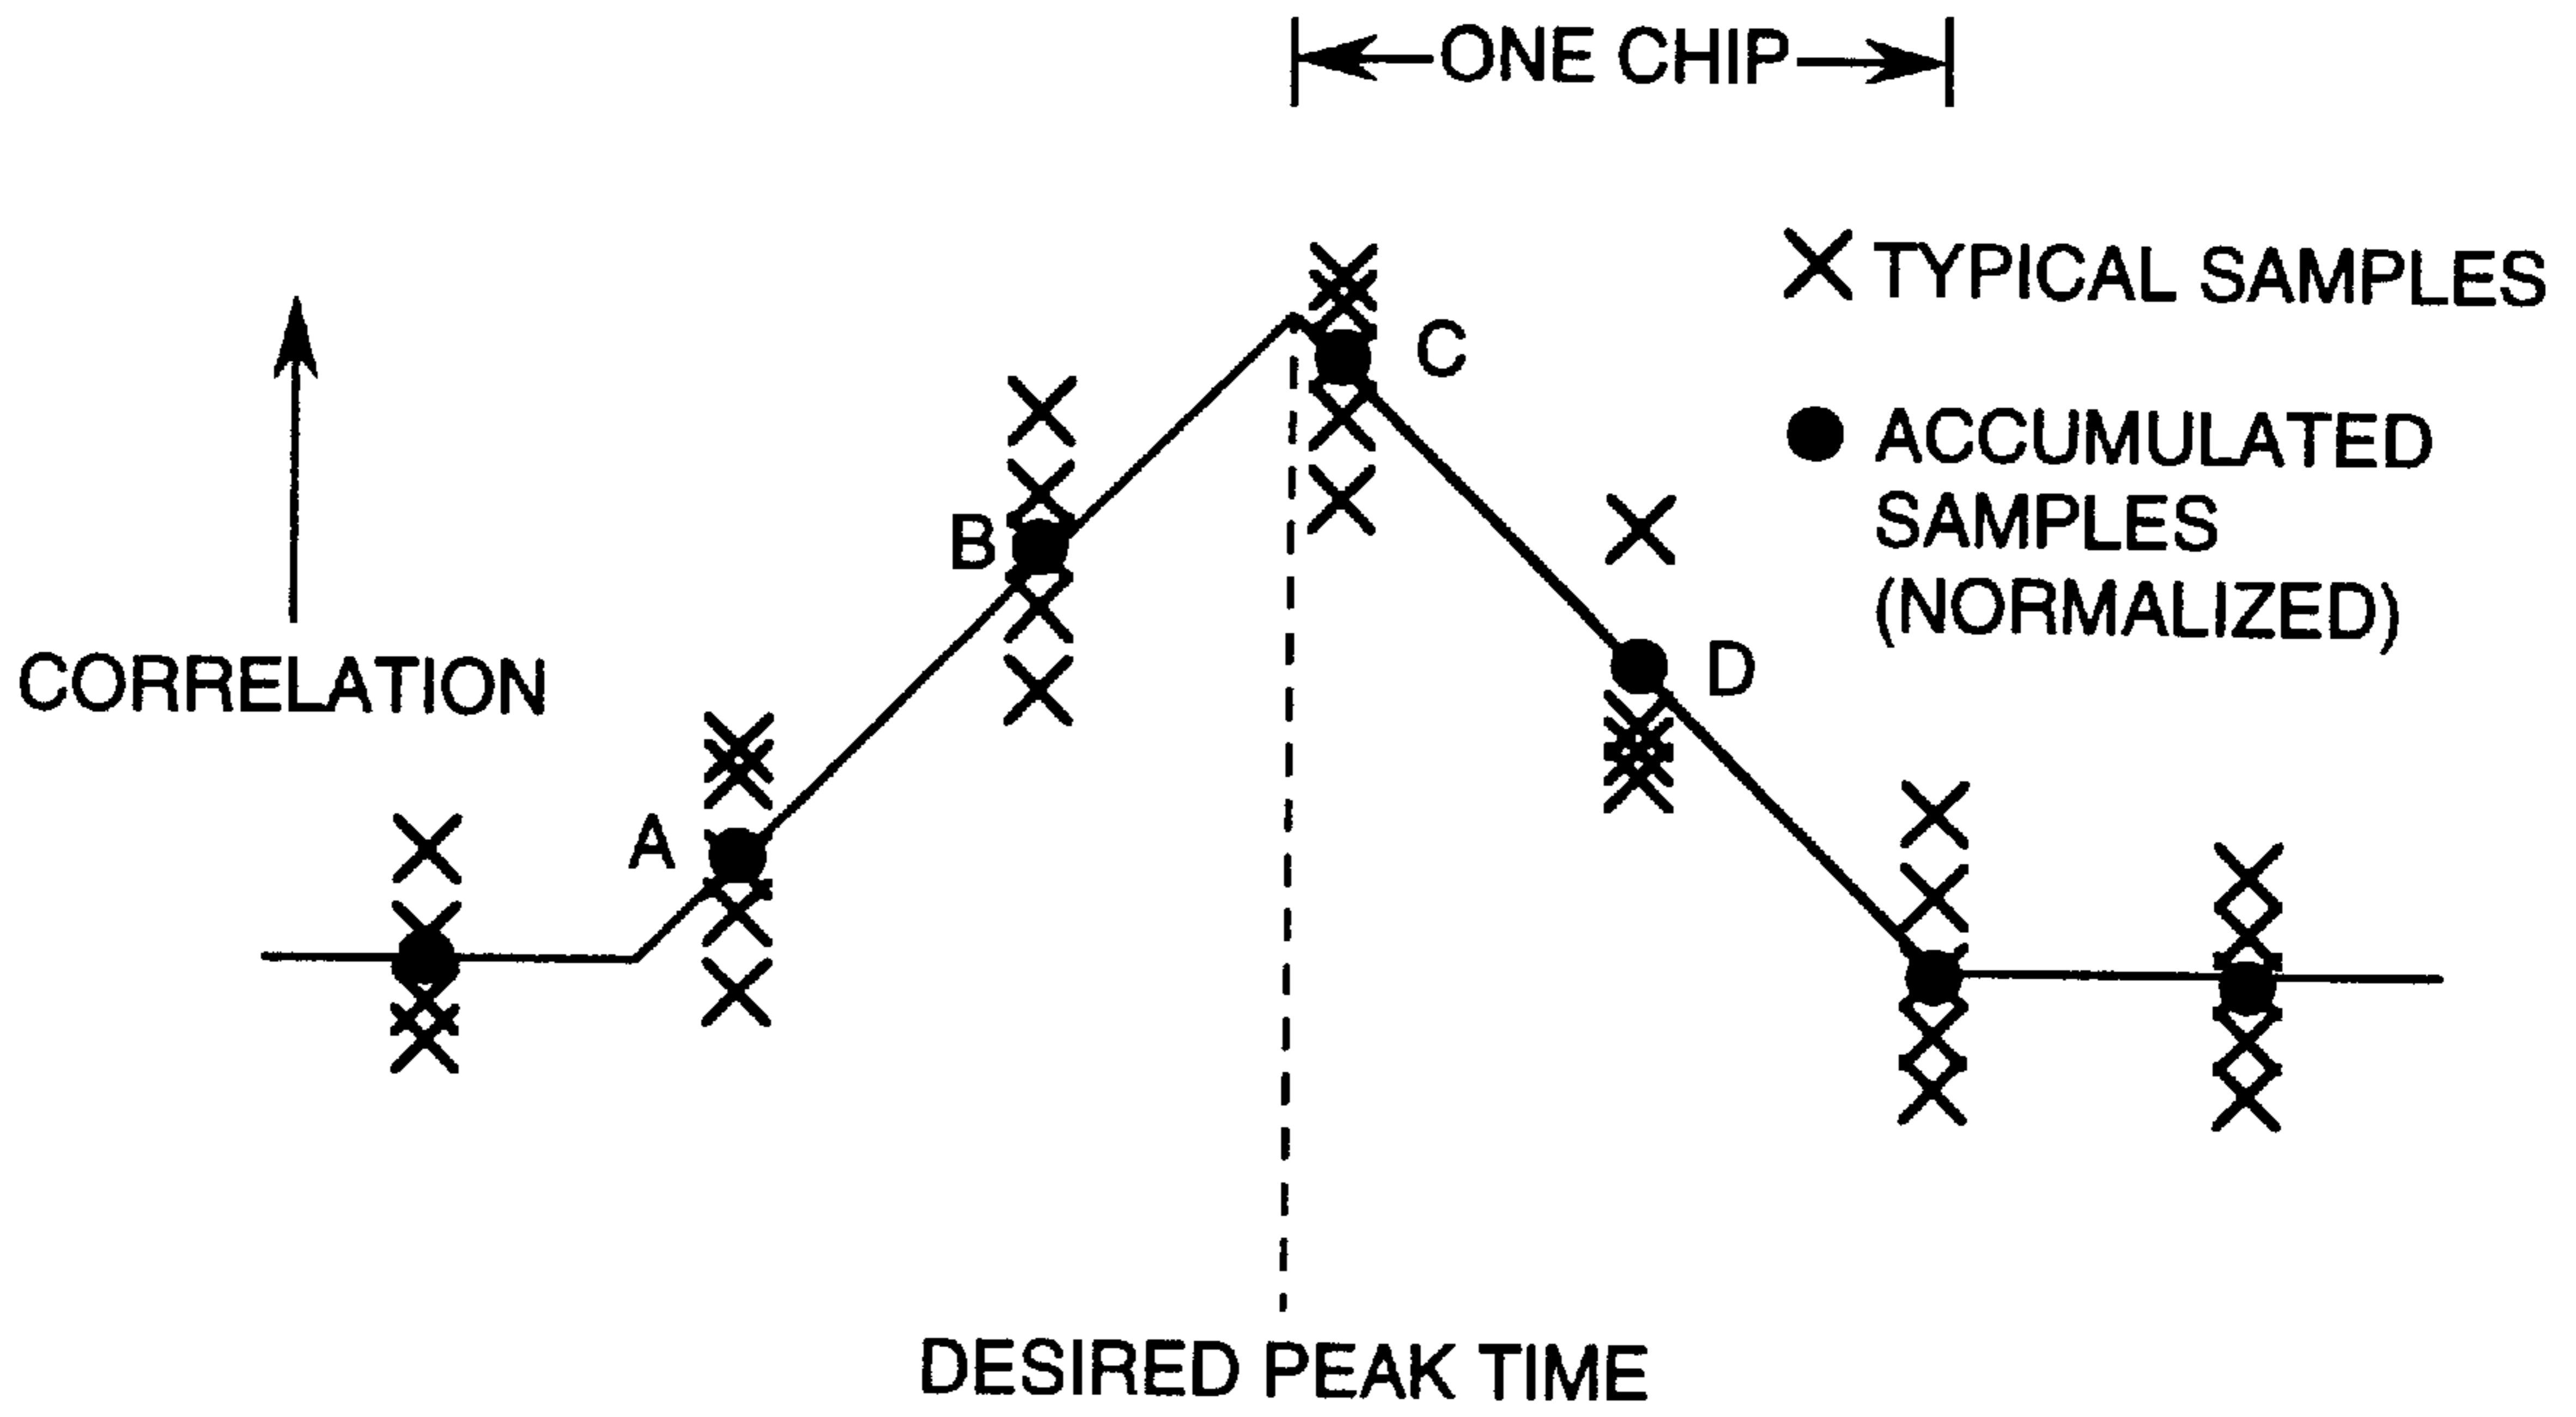 ONE CHIP
TYPICAL SAMPLES
C
ACCUMULATED
SAMPLES
(NORMALIZED)
B
D
CORRELATION
A
DESIRED PEAK TIME